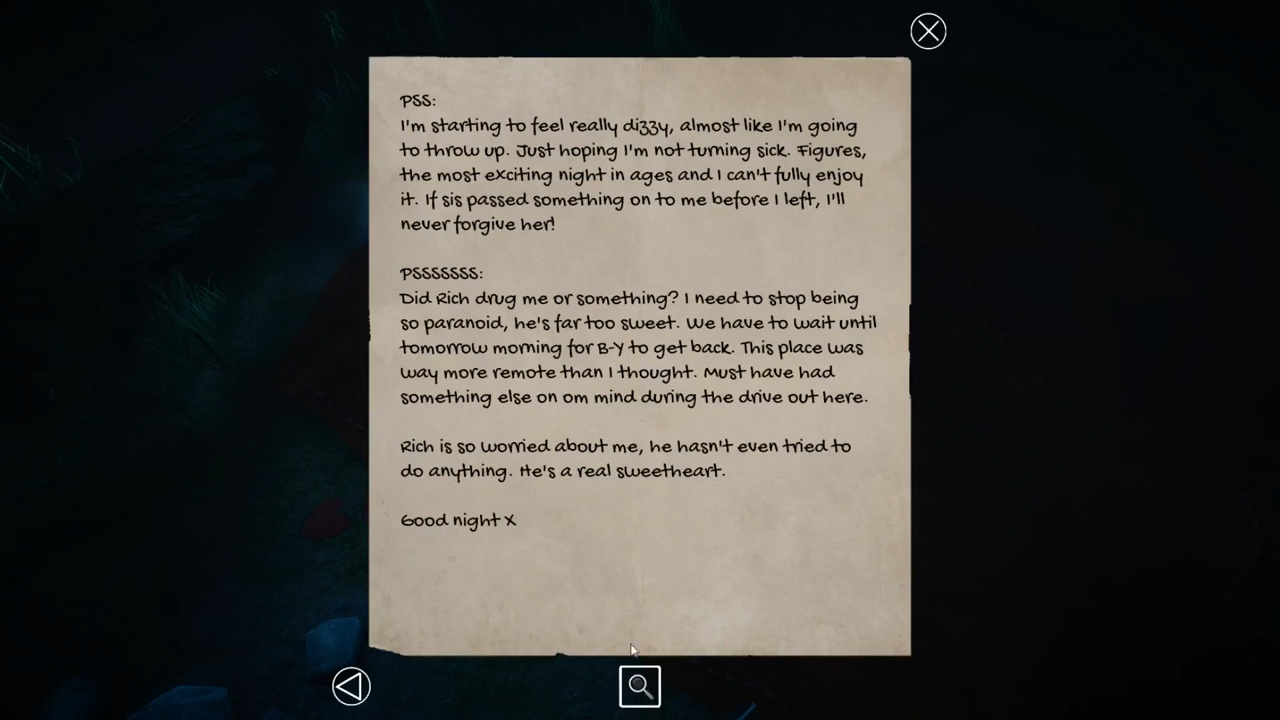 PSS:
I'm starting to feel really dizzy, almost like I'm going
to throw up. Just hoping I'm not turning sick. Figures,
the most exciting night in ages and I can't fully enjoy
it. If sis passed something on to me before I left, I'll
never forgive her!
PSSSSSSS:
Did Rich drug me or something? I need to stop being
so paranoid, he's far too sweet. We have to wait until
tomorrow morning for B-Y to get back. This place was
way more remote than I thought. Must have had
something else on om mind during the drive out here.
Rich is so worried about me, he hasn't even tried to
do anything. He's a real sweetheart.
Good night X